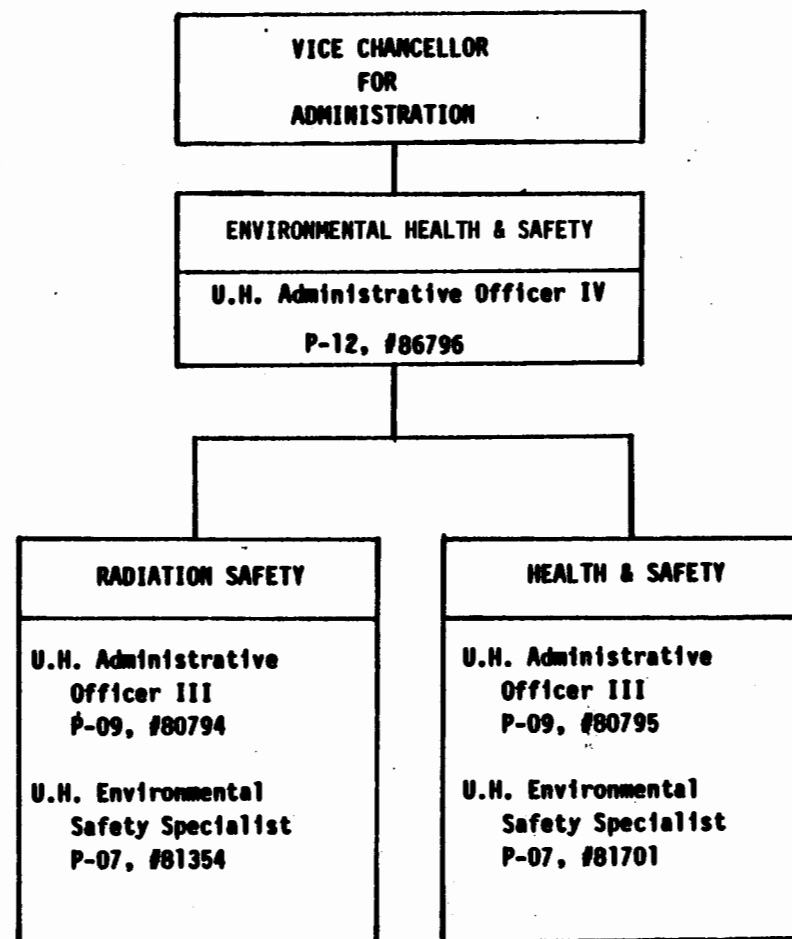 VICE CHANCELLOR
FOR
ADMINISTRATION
ENVIRONMENTAL HEALTH & SAFETY
U.H. Administrative Officer IV
P-12, #86796
RADIATION SAFETY
U.H. Administrative
Officer III
P-09, #80794
U.H. Environmental
Safety Specialist
P-07, #81354
HEALTH & SAFETY
U.H. Administrative
Officer III
P-09, #80795
U.H. Environmental
Safety Specialist
P-07, #81701